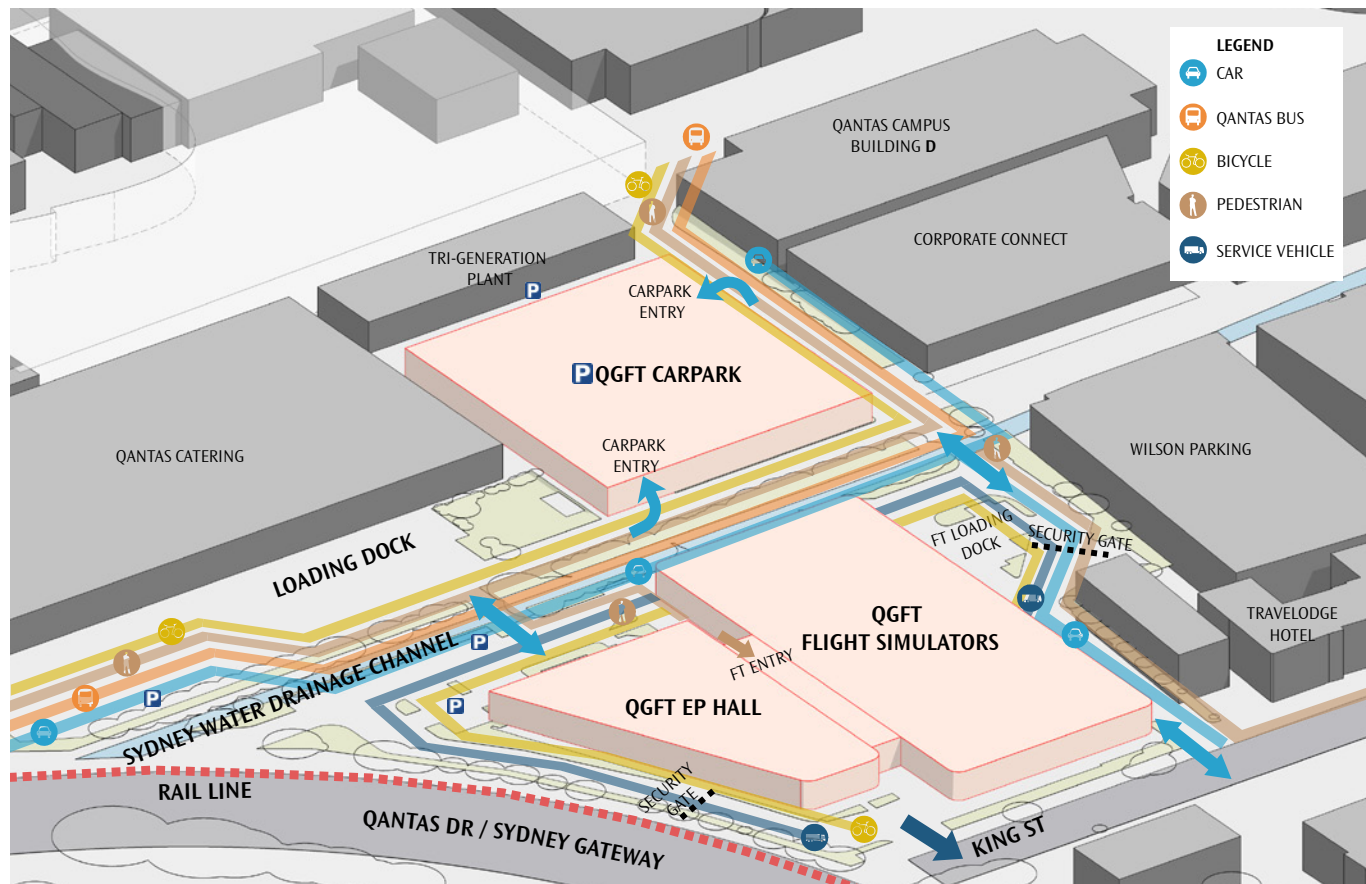 LEGEND
CAR
QANTAS BUS
BICYCLE
PEDESTRIAN
SERVICE VEHICLE
QANTAS CAMPUS
BUILDING D
CORPORATE CONNECT
TRI-GENERATION
PLANT
P
CARPARK
ENTRY
P QGFT CARPARK
CARPARK
ENTRY
QANTAS CATERING
WILSON PARKING
LOADING DOCK
FT LOADING
DOCK
SECURITY GATE
TRAVELODGE
HOTEL
QGFT
FLIGHT SIMULATORS
FT ENTRY
QGFT EP HALL
P
P
P
SYDNEY WATER DRAINAGE CHANNEL
RAIL LINE
SECURITY
GATE
QANTAS DR / SYDNEY GATEWAY
KING ST